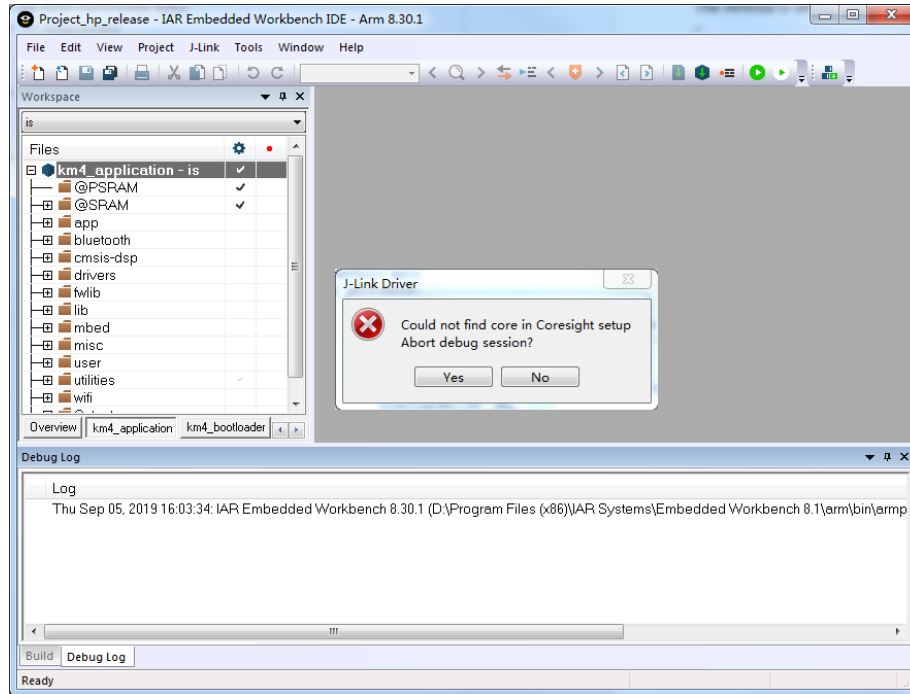 Project_hp_release - IAR Embedded Workbench IDE - Arm 8.30.1
File Edit View Project J-Link Tools Window Help
Workspace
is
Files
km4_application - is
@PSRAM
@SRAM
app
bluetooth
cmsis-dsp
drivers
fwlib
lib
mbed
misc
user
utilities
wifi
Overview km4_application km4_bootloader
J-Link Driver
Could not find core in Coresight setup
Abort debug session?
Yes No
Debug Log
Log
Thu Sep 05, 2019 16:03:34: IAR Embedded Workbench 8.30.1 (D:\Program Files (x86)\IAR Systems\Embedded Workbench 8.1\arm\bin\armp
Build Debug Log
Ready